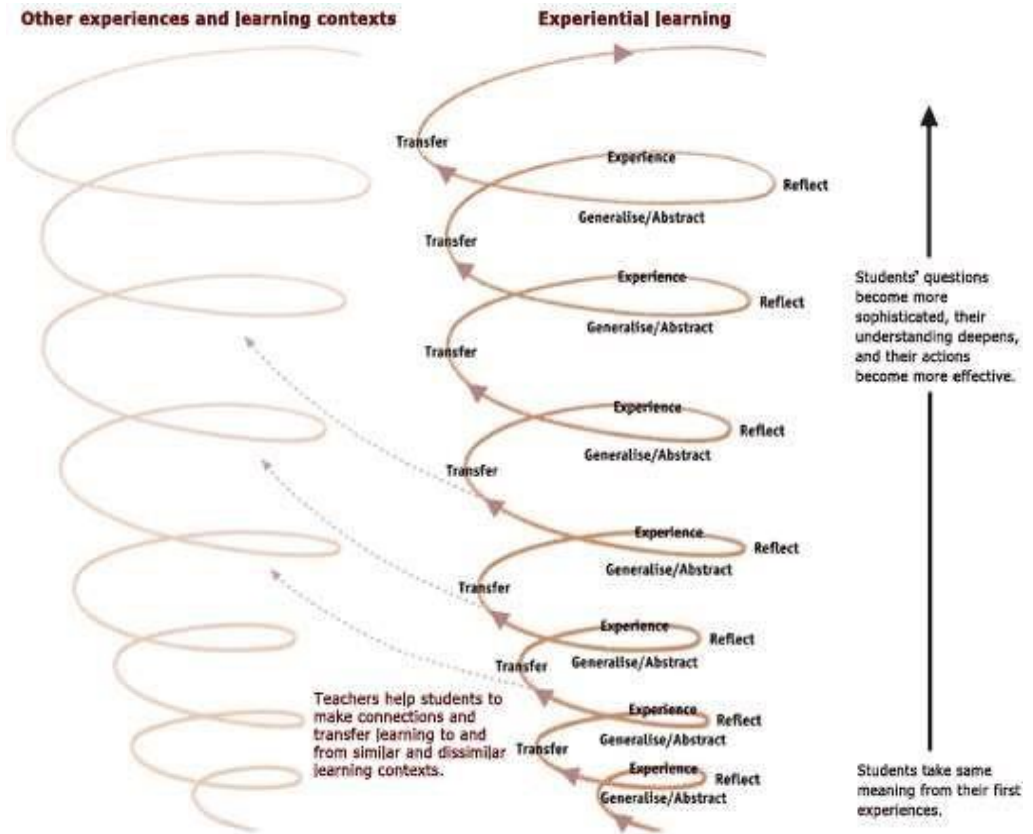 Other experiences and learning contexts
Experiential learning
Transfer
Experience
Reflect
Generalise/Abstract
Transfer
Experience
Reflect
Generalise/Abstract
Transfer
Experience
Reflect
Generalise/Abstract
Transfer
Experience
Reflect
Generalise/Abstract
Transfer
Experience
Reflect
Generalise/Abstract
Transfer
Experience
Reflect
Generalise/Abstract
Transfer
Experience
Reflect
Generalise/Abstract
Students' questions
become more
sophisticated, their
understanding deepens,
and their actions
become more effective.
Teachers help students to
make connections and
transfer learning to and
from similar and dissimilar
learning contexts.
Students take same
meaning from their first
experiences.